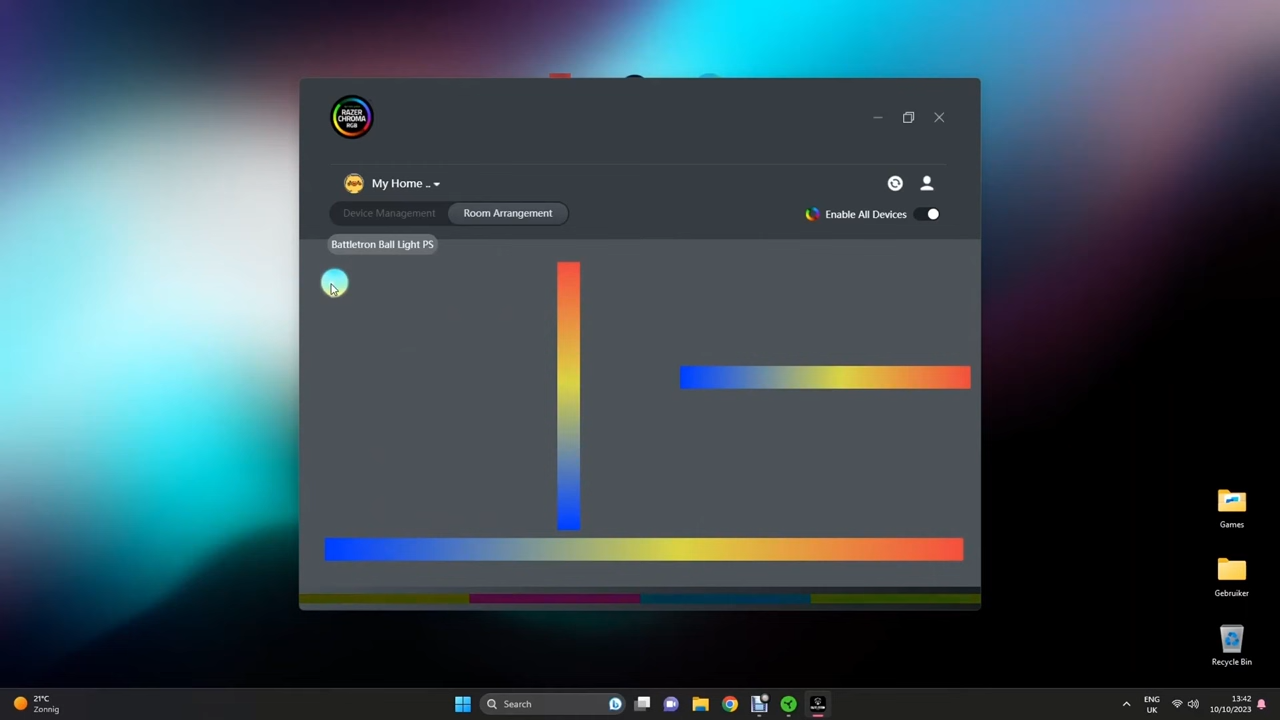 RAZER
CHROMA
RGB
My Home ..
Device Management
Room Arrangement
Enable All Devices
Battletron Ball Light PS
Games
Gebruiker
Recycle Bin
21°C
Zonnig
Search
ENG
UK
13:42
10/10/2023